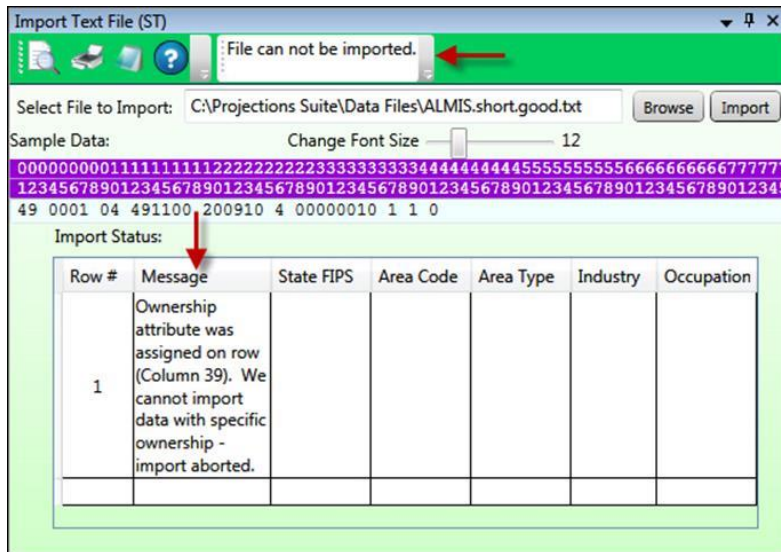 Import Text File (ST)
File can not be imported.
Select File to Import: C:\Projections Suite\Data Files\ALMIS.short.good.txt Browse Import
Sample Data: Change Font Size 12
000000000111111111122222222223333333333444444444455555555556666666666777777
123456789012345678901234567890123456789012345678901234567890123456789012345
49 0001 04 491100 200910 4 00000010 1 1 0
Import Status:
Row # Message State FIPS Area Code Area Type Industry Occupation
1
Ownership
attribute was
assigned on row
(Column 39). We
cannot import
data with specific
ownership -
import aborted.